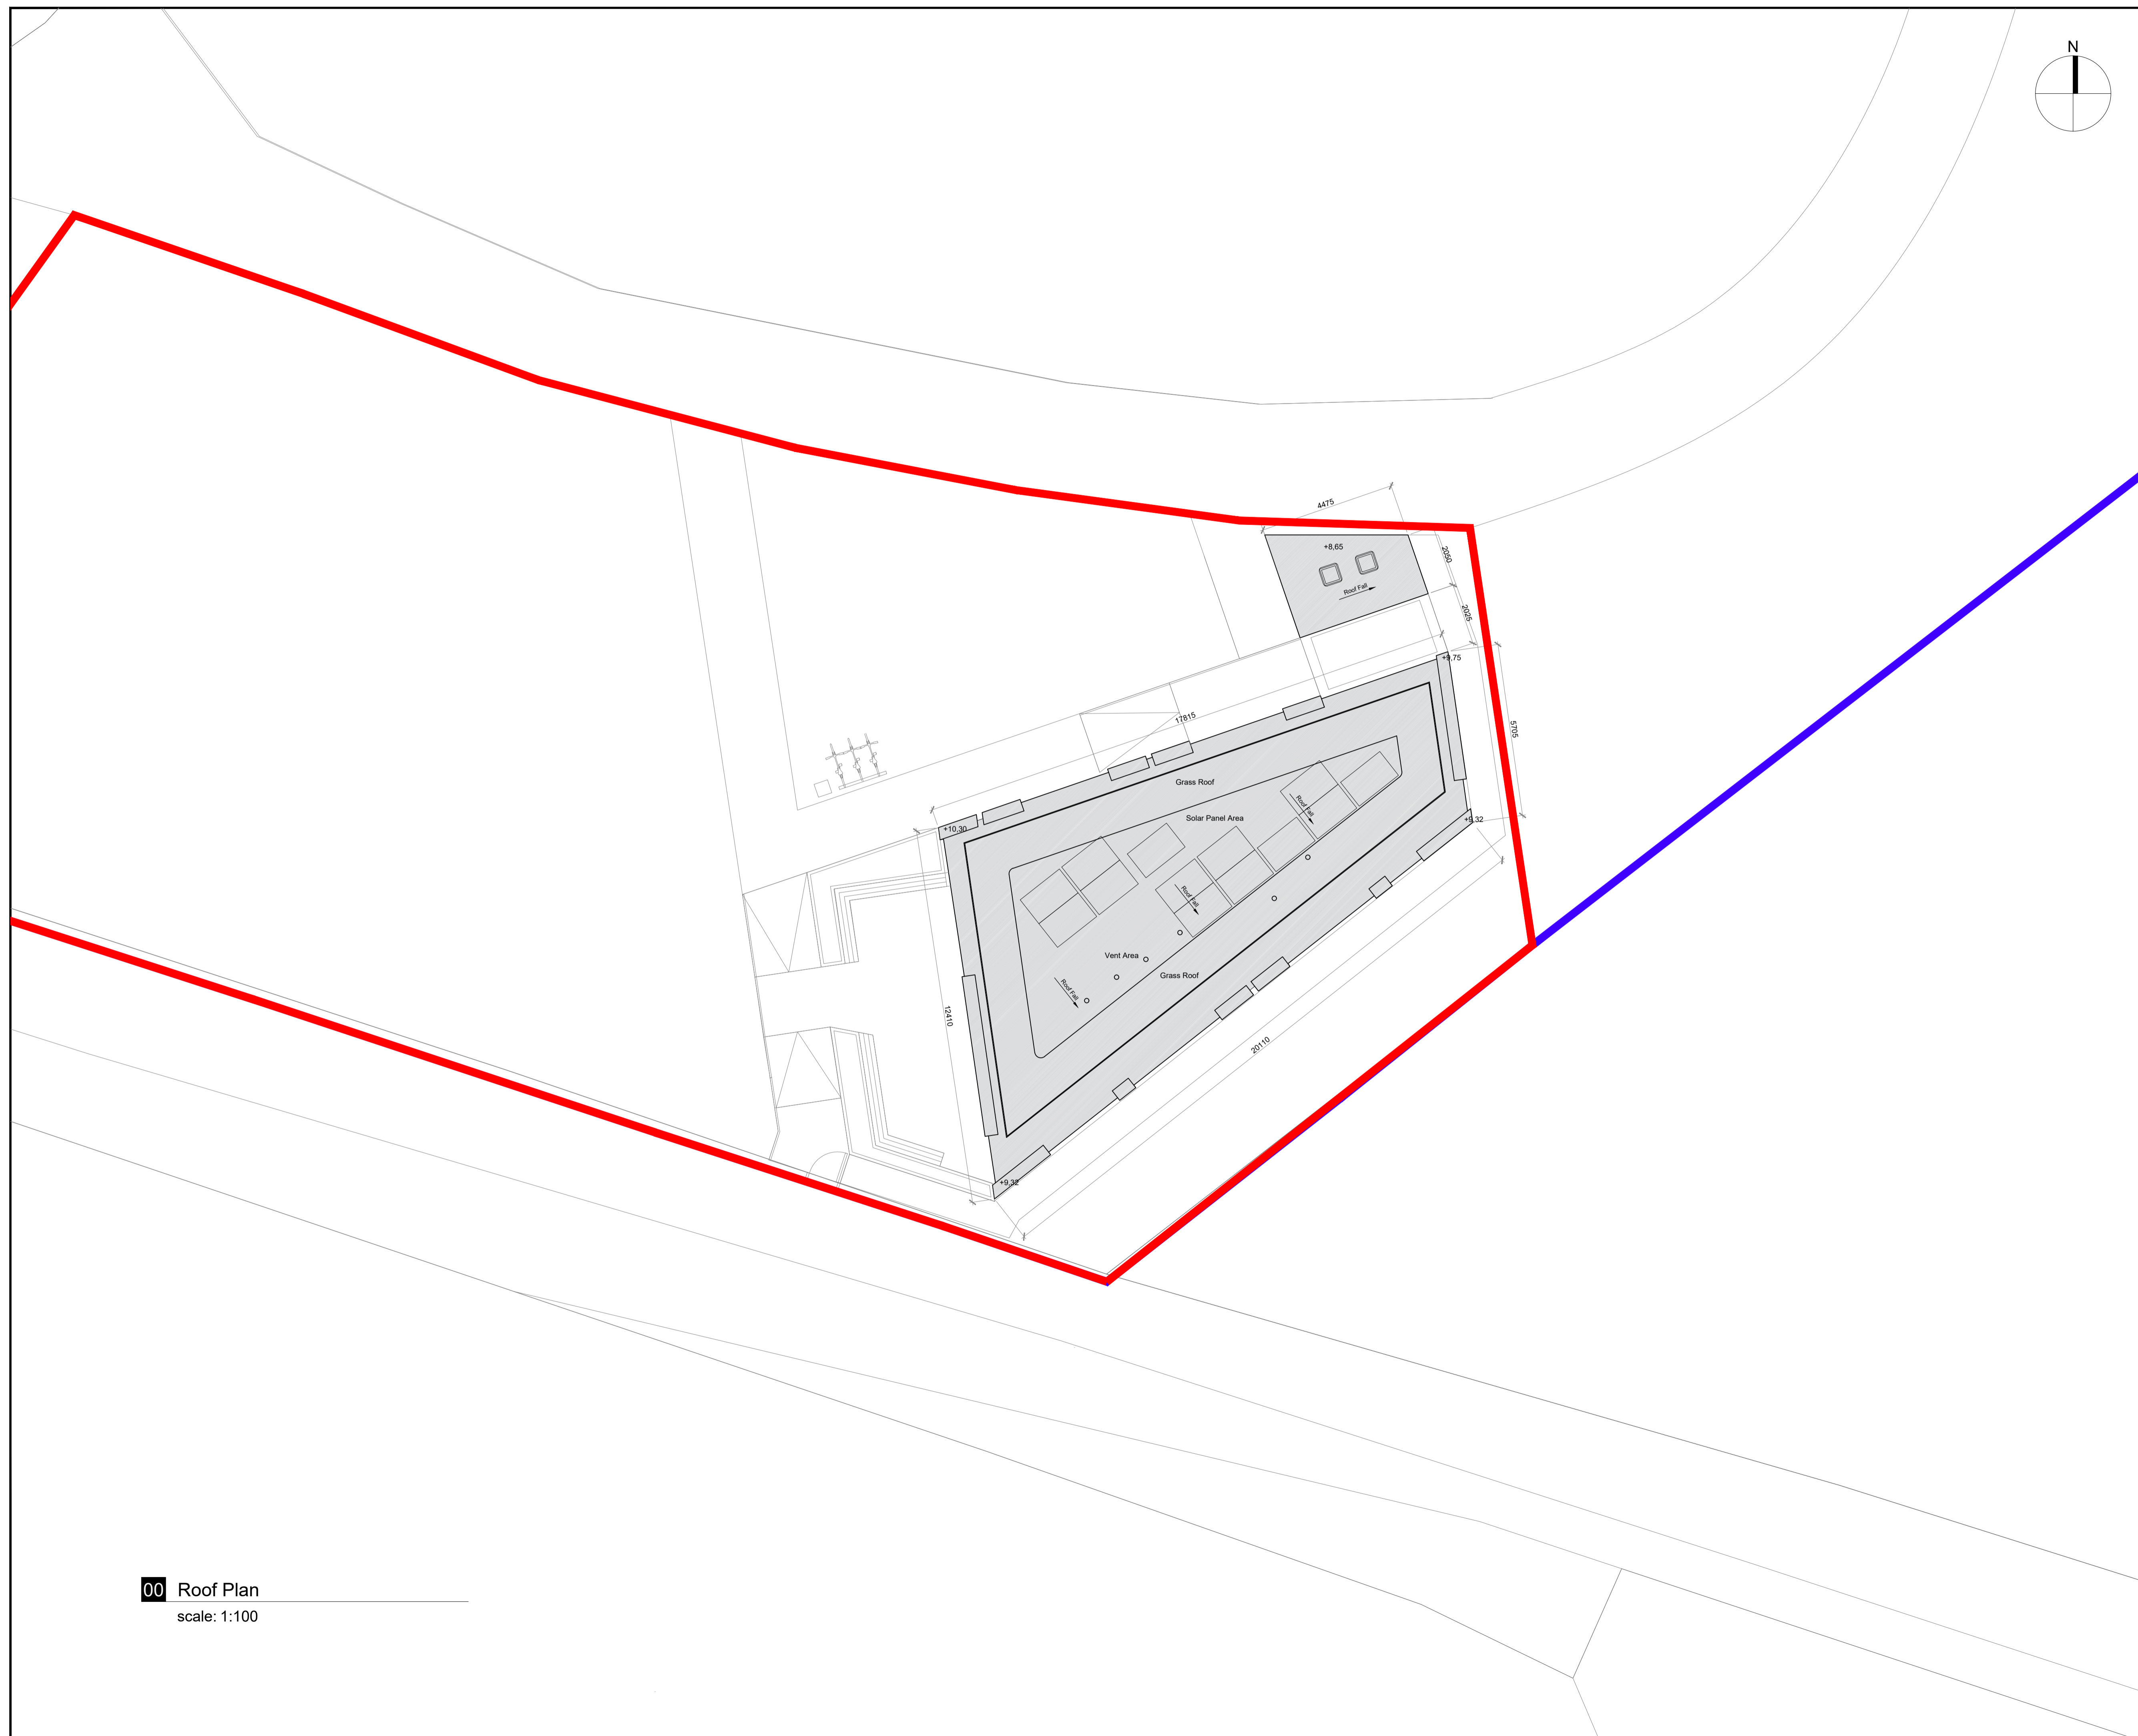 N
4475
+8,65
2050
Roof Fall
2025
+9,75
17815
5705
Grass Roof
Roof Fall
Solar Panel Area
+9,32
+10,30
Roof Fall
Vent Area
Grass Roof
Roof Fall
12410
20110
+9,32
00 Roof Plan
scale: 1:100